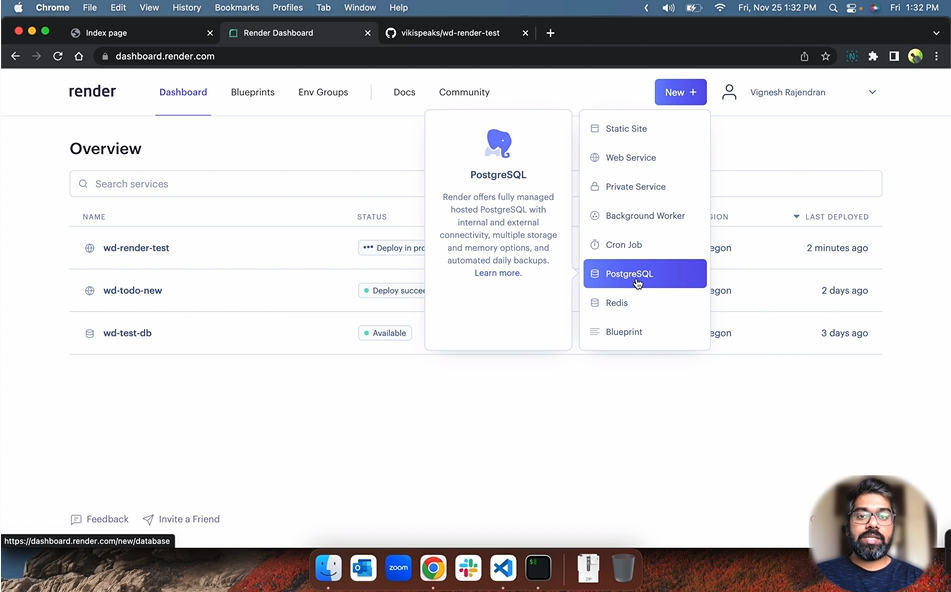 Chrome File Edit View History Bookmarks Profiles Tab Window Help Fri, Nov 25 1:32 PM Fri 1:32 PM
Index page
Render Dashboard
vikispeaks/wd-render-test
dashboard.render.com
render
Dashboard Blueprints Env Groups Docs Community
New +
Vignesh Rajendran
Overview
Search services
NAME STATUS GION LAST DEPLOYED
wd-render-test Deploy in pro egon 2 minutes ago
wd-todo-new Deploy succee egon 2 days ago
wd-test-db Available egon 3 days ago
PostgreSQL
Render offers fully managed
hosted PostgreSQL with
internal and external
connectivity, multiple storage
and memory options, and
automated daily backups.
Learn more.
Static Site
Web Service
Private Service
Background Worker
Cron Job
PostgreSQL
Redis
Blueprint
Feedback Invite a Friend
https://dashboard.render.com/new/database
zoom